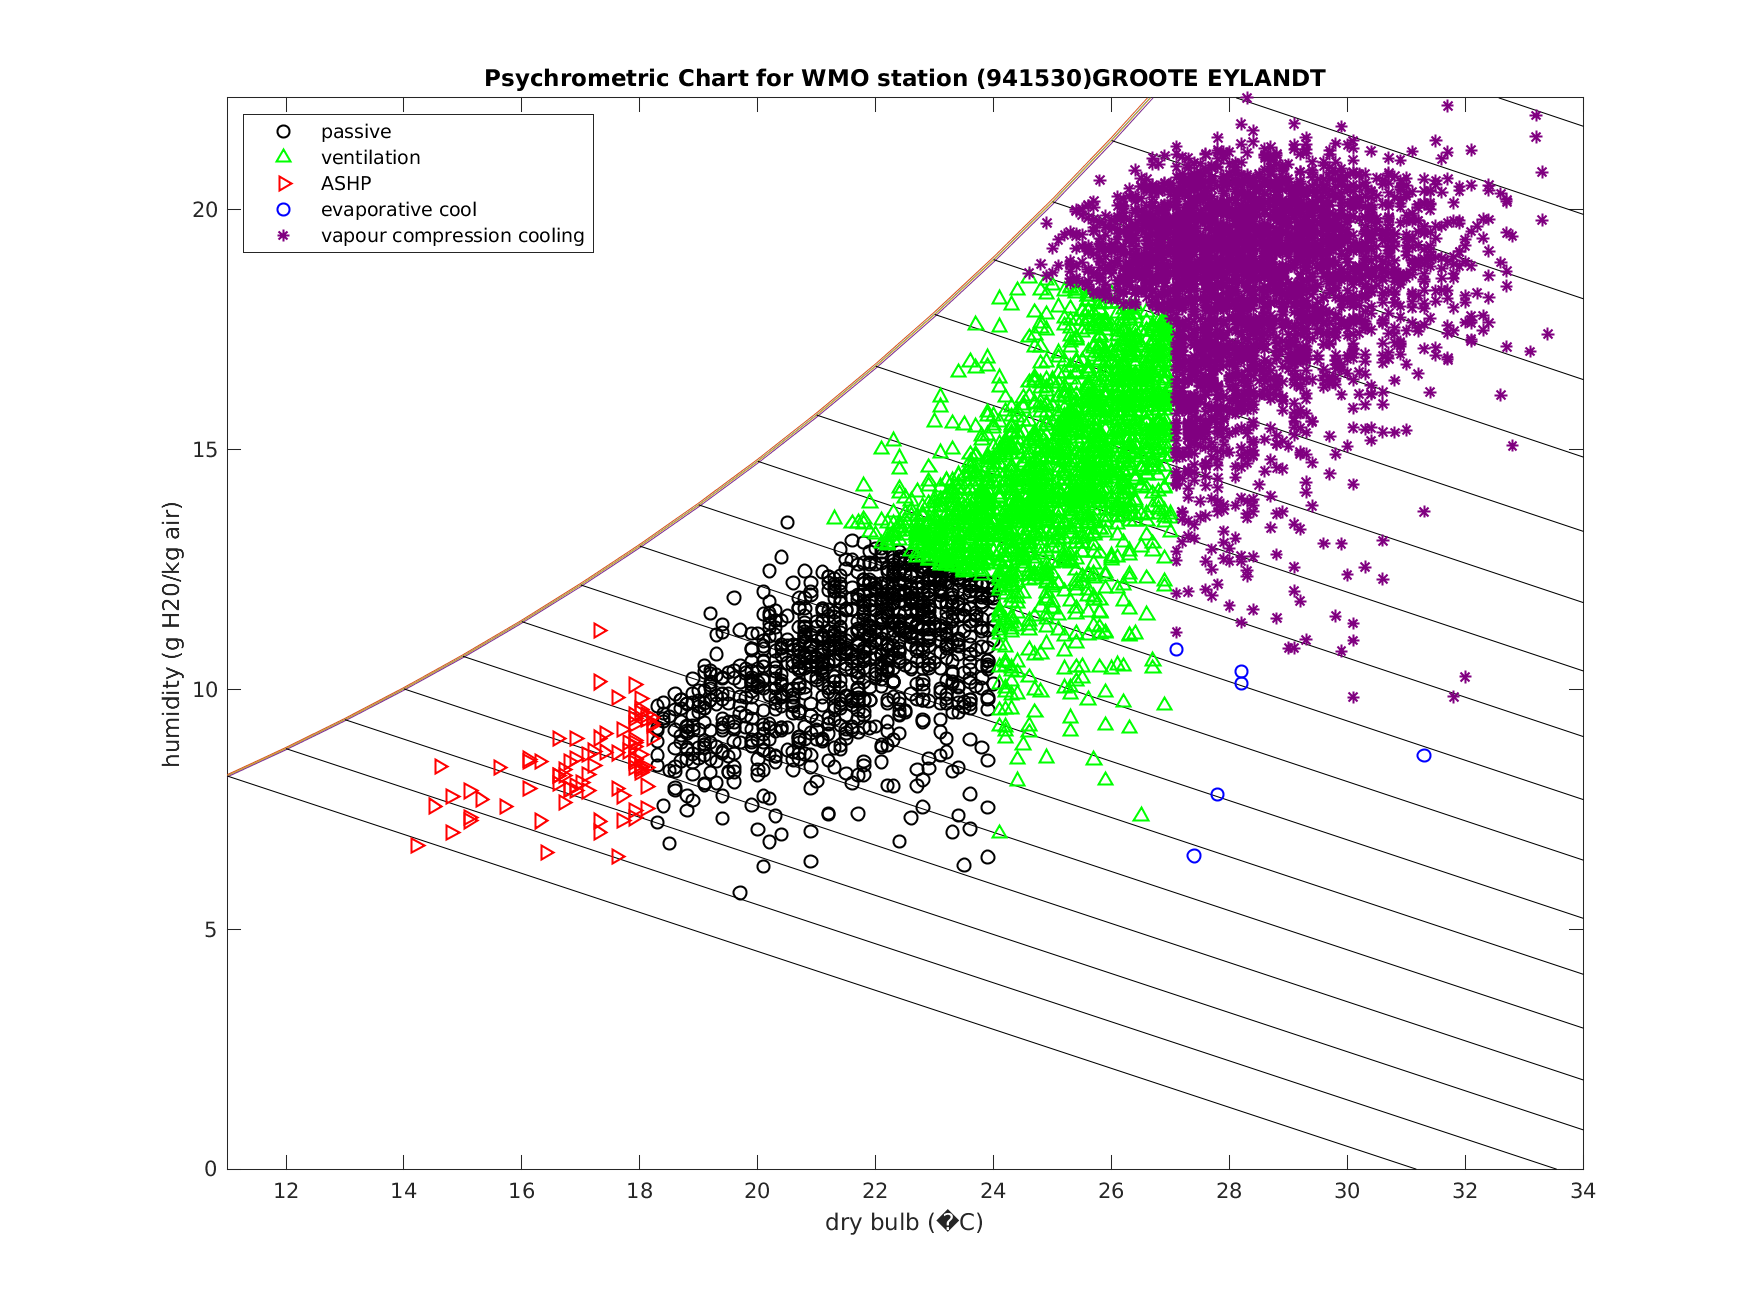 Psychrometric Chart for WMO station (941530)GROOTE EYLANDT
passive
ventilation
ASHP
evaporative cool
vapour compression cooling
humidity (g H20/kg air)
20
15
10
5
0
12 14 16 18 20 22 24 26 28 30 32 34
dry bulb (�C)